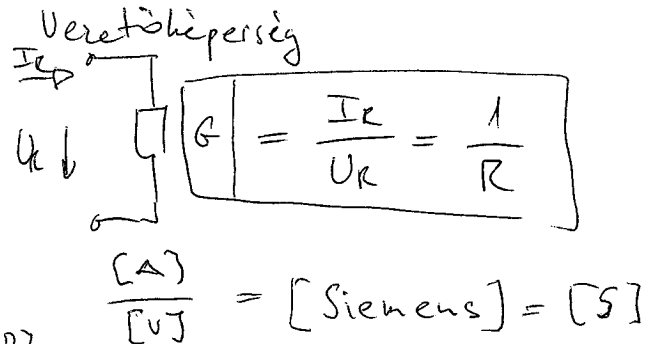 Vezetőképesség
I_R
U_R
G = I_R / U_R = 1 / R
[A] / [V] = [Siemens] = [S]